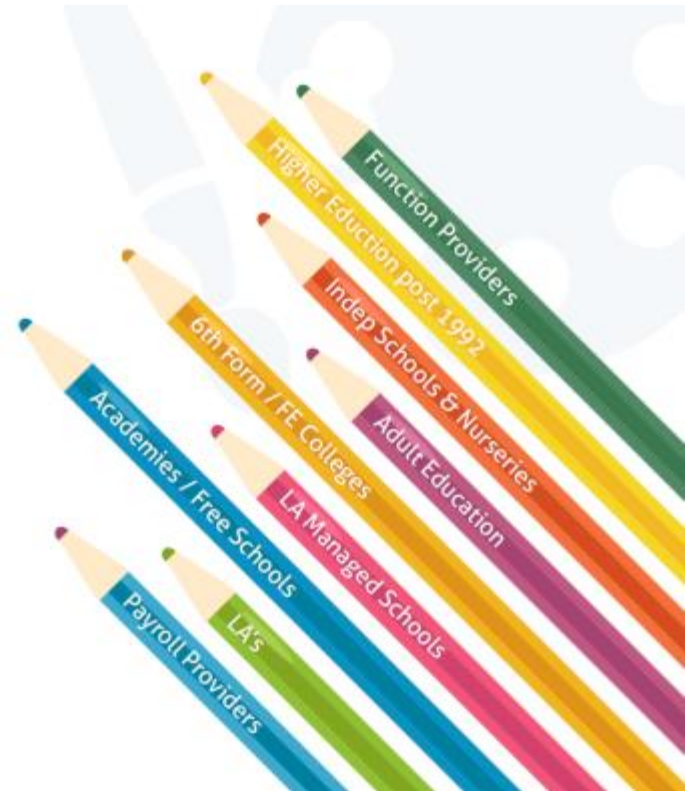 Function Providers
Higher Eduction post 1992
Indep Schools & Nurseries
6th Form / FE Colleges
Adult Education
Academies / Free Schools
LA Managed Schools
LA's
Payroll Providers